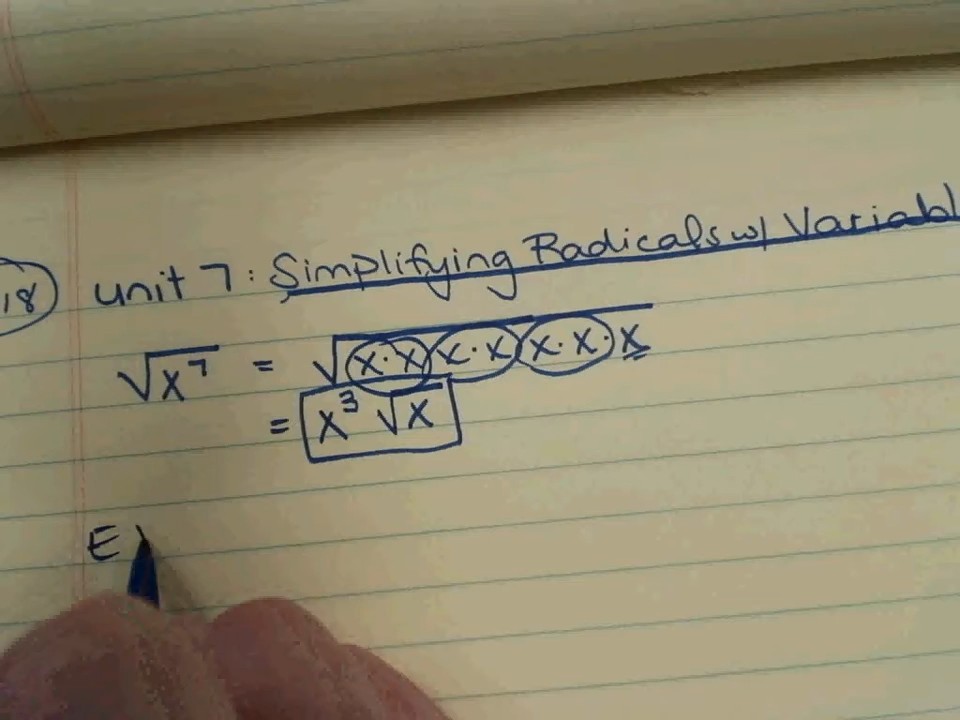 18 Unit 7: Simplifying Radicals w/ Variabl
√x⁷ = √x·x x·x x·x·x
= x³ √x
E